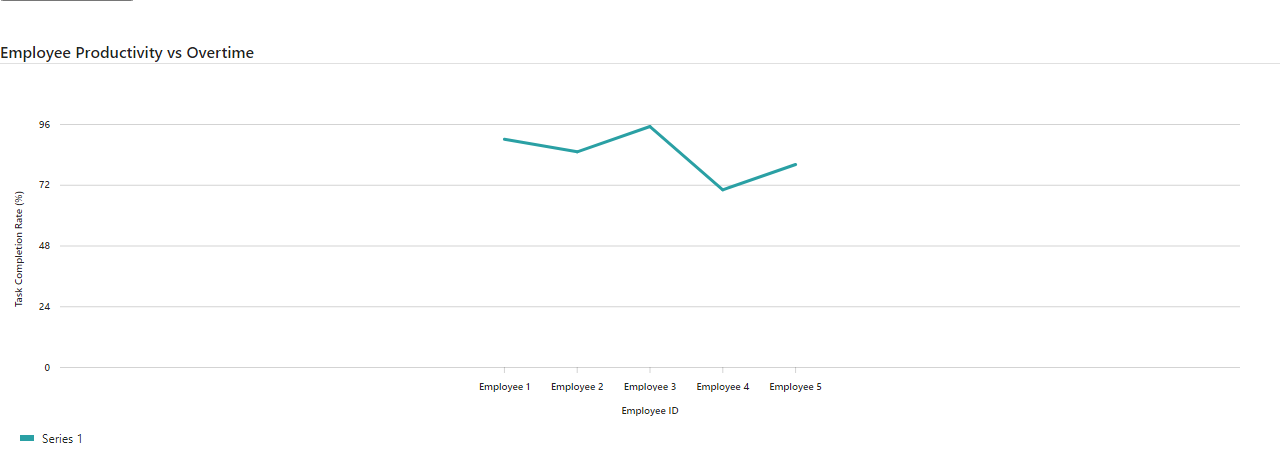 Employee Productivity vs Overtime
96
72
48
24
0
Task Completion Rate (%)
Employee 1 Employee 2 Employee 3 Employee 4 Employee 5
Employee ID
Series 1